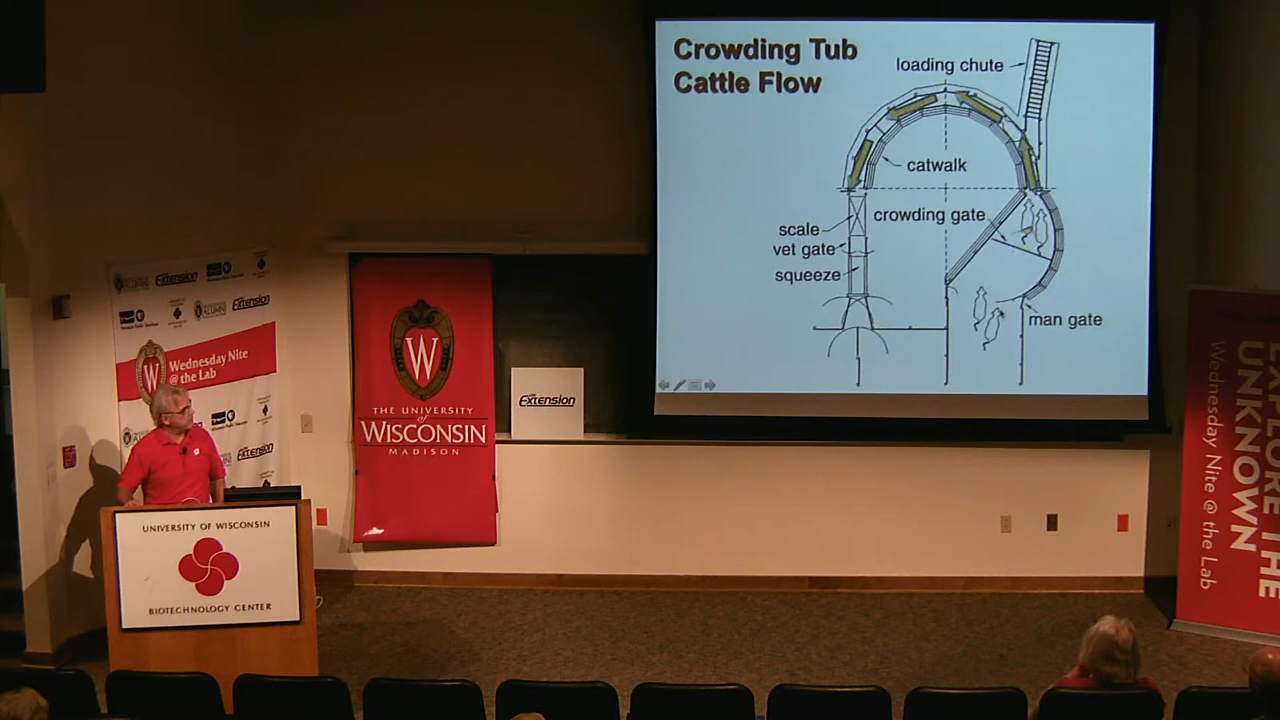 Crowding Tub
Cattle Flow
loading chute
catwalk
crowding gate
scale
vet gate
squeeze
man gate
Extension
Extension
Wednesday Nite
@ the Lab
Extension
W
THE UNIVERSITY
of
WISCONSIN
MADISON
Extension
UNIVERSITY OF WISCONSIN
BIOTECHNOLOGY CENTER
EXPLORE THE
UNKNOWN
Wednesday Nite @ the Lab